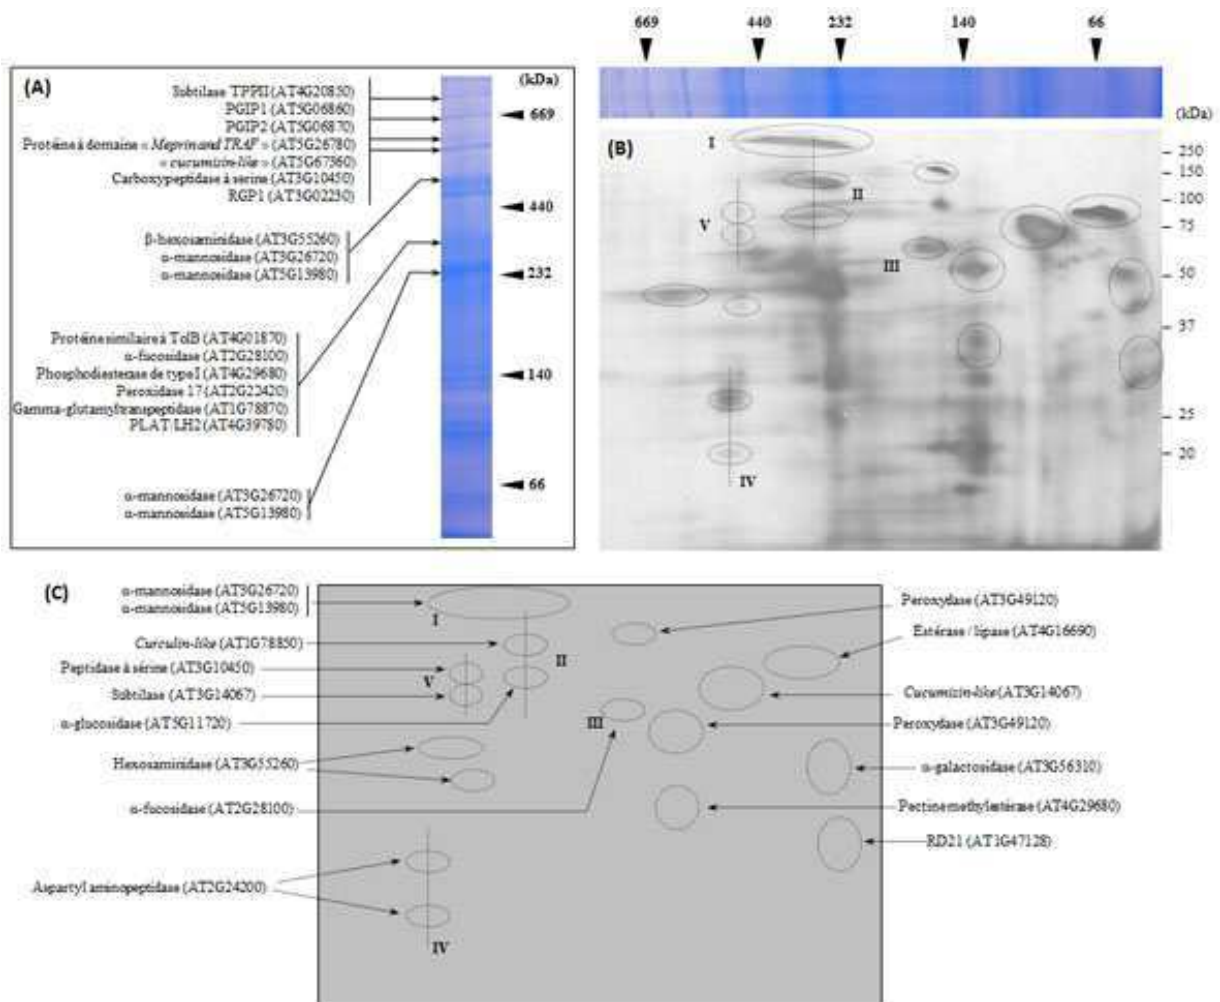 (A)
(kDa)
Subtilase TPPII (AT4G20850)
PGIP1 (AT5G06860)
PGIP2 (AT5G06870)
Protéine à domaine « Meprin and TRAF » (AT5G26780)
« cucumisin-like » (AT5G67360)
Carboxypeptidase à sérine (AT3G10450)
RGP1 (AT3G02230)
β-hexosaminidase (AT3G55260)
α-mannosidase (AT3G26720)
α-mannosidase (AT5G13980)
Protéine similaire à TolB (AT4G01870)
α-fucosidase (AT2G28100)
Phosphodiesterase de type I (AT4G29680)
Peroxidase 17 (AT2G22420)
Gamma-glutamyltranspeptidase (AT1G78870)
PLAT/LH2 (AT4G39780)
α-mannosidase (AT3G26720)
α-mannosidase (AT5G13980)
669
440
232
140
66
669 440 232 140 66
(kDa)
(B)
I
II
V
III
IV
250
150
100
75
50
37
25
20
(C)
α-mannosidase (AT3G26720)
α-mannosidase (AT5G13980)
Curculin-like (AT1G78850)
Peptidase à sérine (AT3G10450)
Subtilase (AT3G14067)
α-glucosidase (AT5G11720)
Hexosaminidase (AT3G55260)
α-fucosidase (AT2G28100)
Aspartyl aminopeptidase (AT2G24200)
I
II
V
III
IV
Peroxydase (AT3G49120)
Estérase / lipase (AT4G16690)
Cucumisin-like (AT3G14067)
Peroxydase (AT3G49120)
α-galactosidase (AT3G56310)
Pectine methylestérase (AT4G29680)
RD21 (AT1G47128)